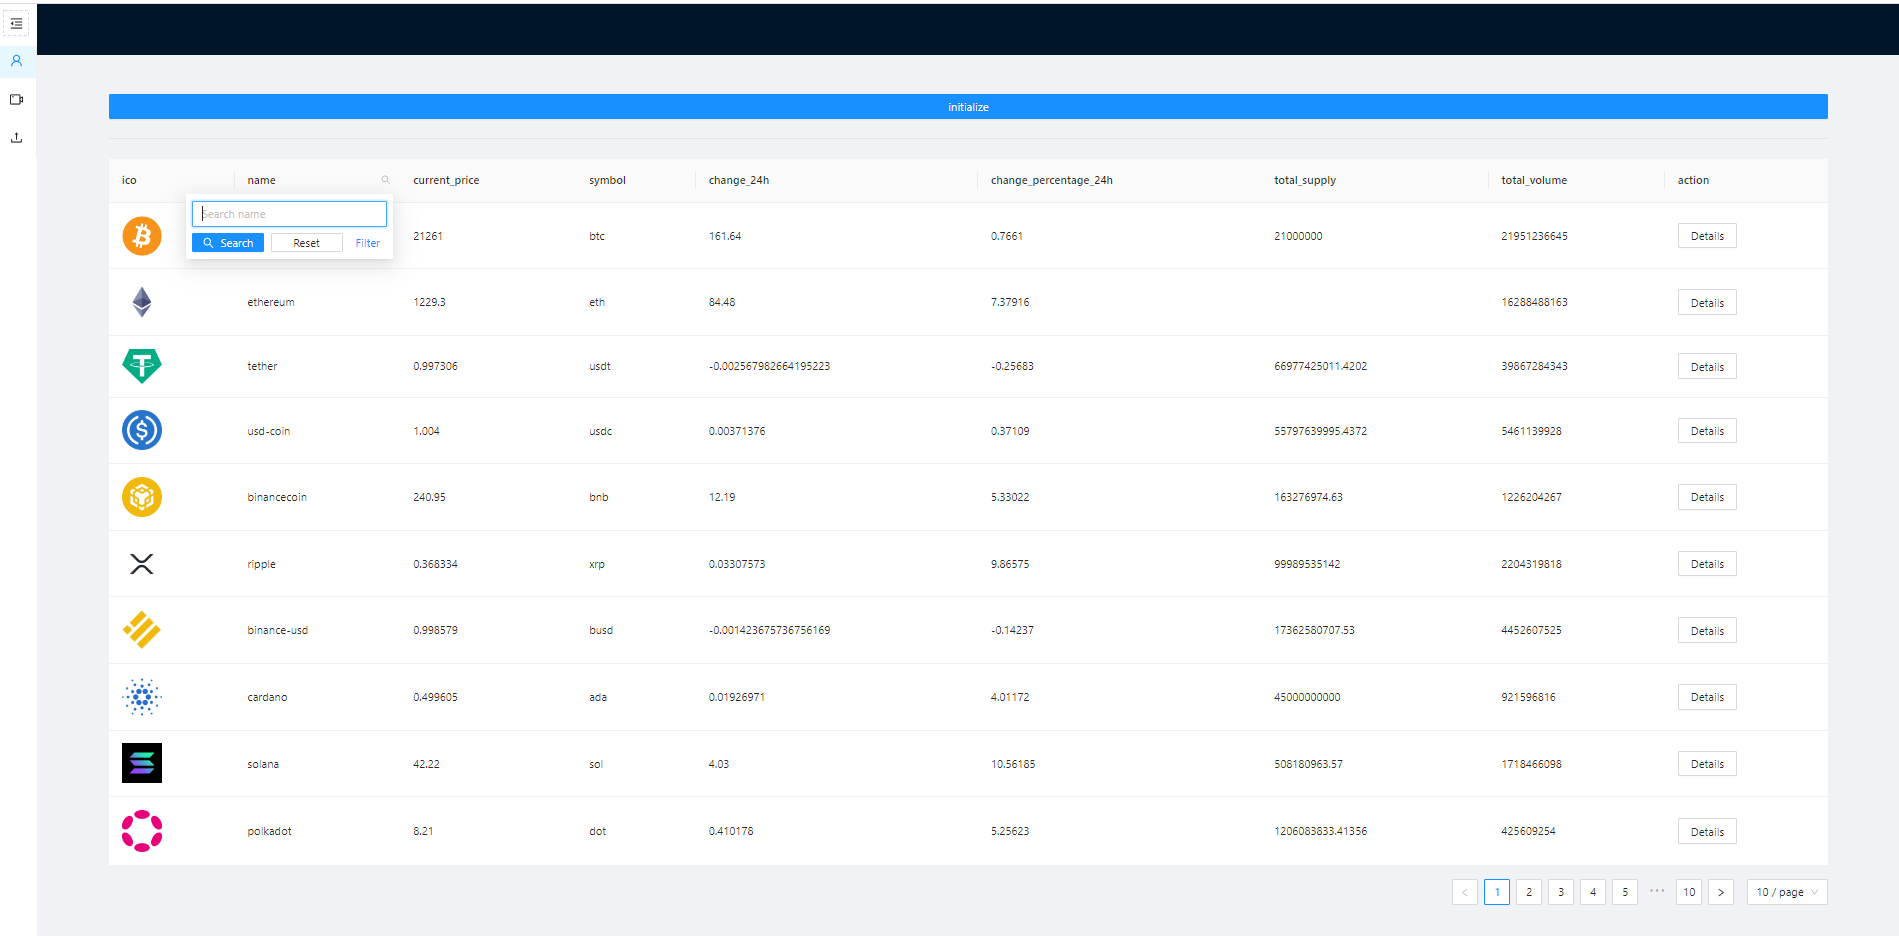 initialize
ico name current_price symbol change_24h change_percentage_24h total_supply total_volume action
Search name
Search Reset Filter
21261 btc 161.64 0.7661 21000000 21951236645 Details
ethereum 1229.3 eth 84.48 7.37916 16288488163 Details
tether 0.997306 usdt -0.002567982664195223 -0.25683 66977425011.4202 39867284343 Details
usd-coin 1.004 usdc 0.00371376 0.37109 55797639995.4372 5461139928 Details
binancecoin 240.95 bnb 12.19 5.33022 163276974.63 1226204267 Details
ripple 0.368334 xrp 0.03307573 9.86575 99989535142 2204319818 Details
binance-usd 0.998579 busd -0.001423675736756169 -0.14237 17362580707.53 4452607525 Details
cardano 0.499605 ada 0.01926971 4.01172 45000000000 921596816 Details
solana 42.22 sol 4.03 10.56185 508180963.57 1718466098 Details
polkadot 8.21 dot 0.410178 5.25623 1206083833.41356 425609254 Details
< 1 2 3 4 5 ••• 10 > 10 / page